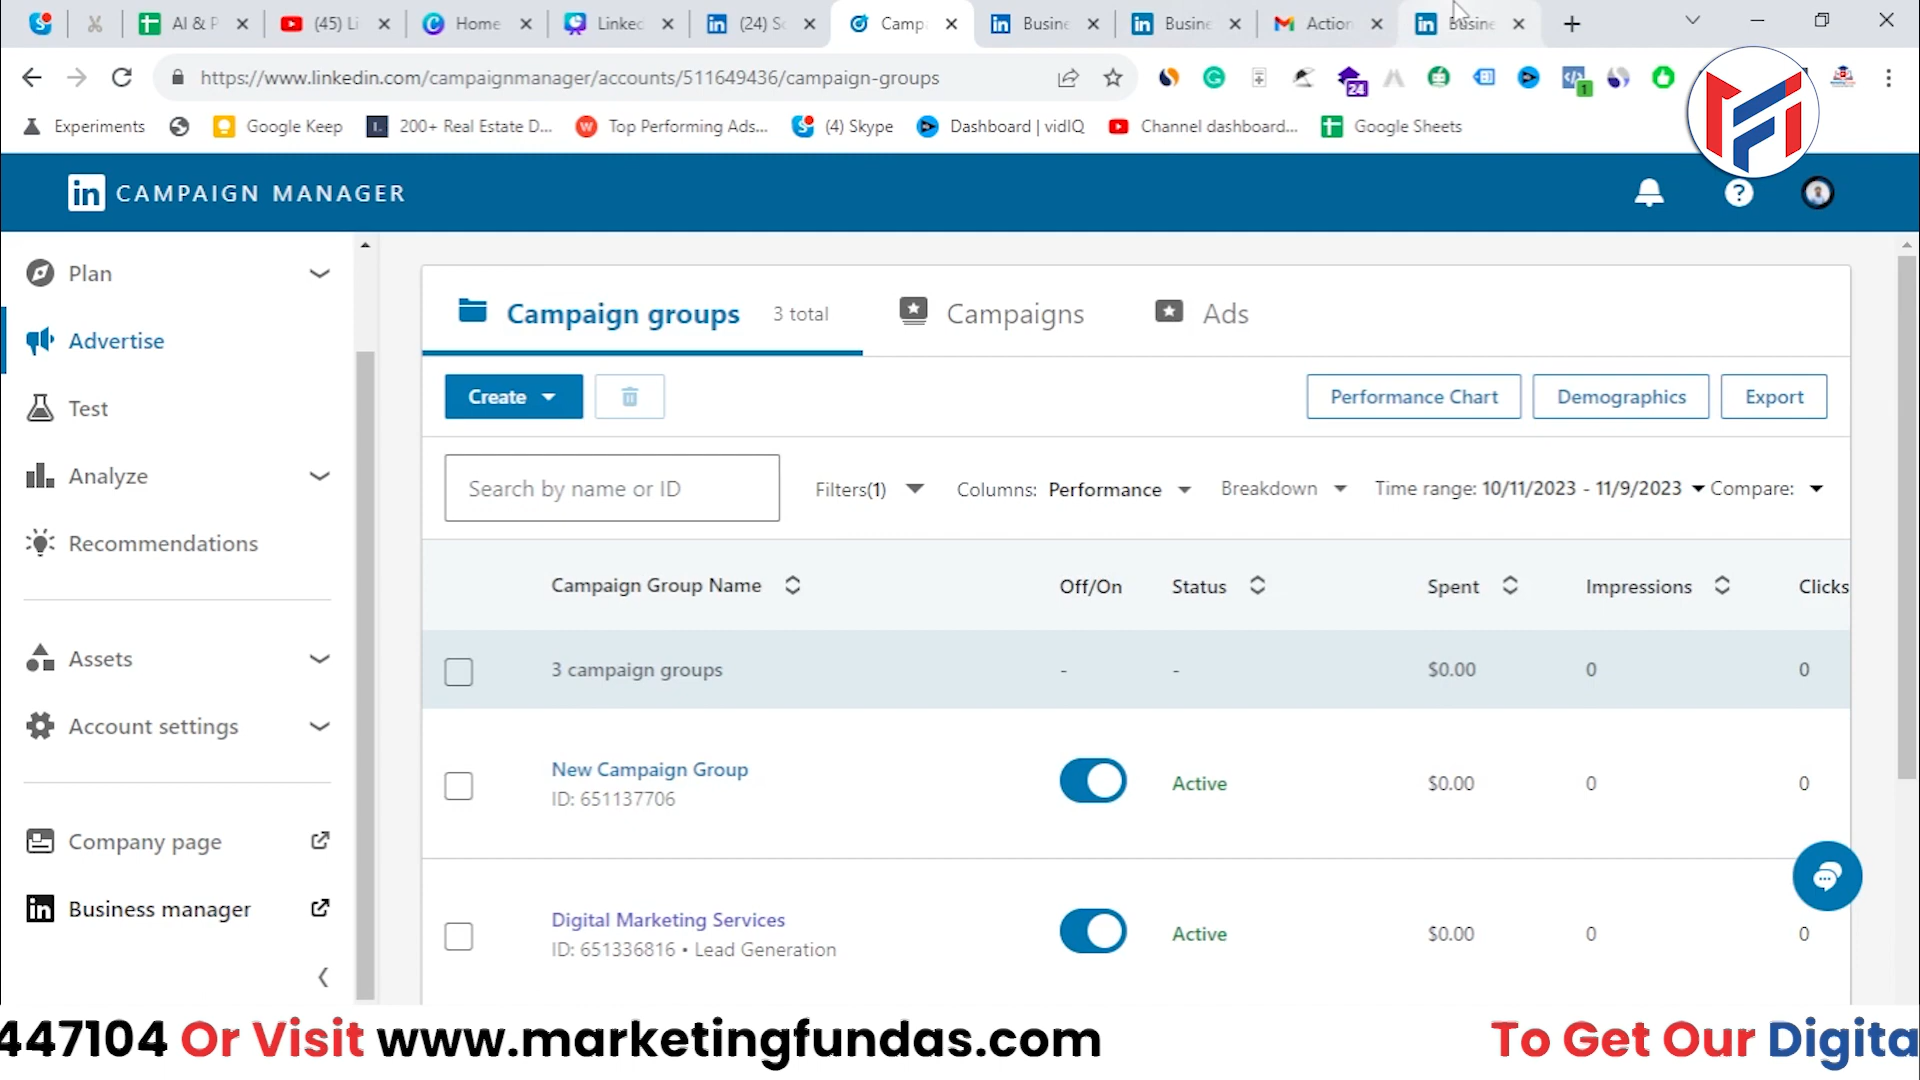 AI & P
(45) Li
Home
Linke
(24) S
Camp
Busine
Busine
Action
Busine
https://www.linkedin.com/campaignmanager/accounts/511649436/campaign-groups
24
1
Experiments
Google Keep
200+ Real Estate D...
Top Performing Ads...
(4) Skype
Dashboard | vidIQ
Channel dashboard...
Google Sheets
in CAMPAIGN MANAGER
Plan
Advertise
Test
Analyze
Recommendations
Assets
Account settings
Company page
Business manager
Campaign groups 3 total
Campaigns
Ads
Create
Performance Chart
Demographics
Export
Search by name or ID
Filters(1)
Columns: Performance
Breakdown
Time range: 10/11/2023 - 11/9/2023
Compare:
Campaign Group Name Off/On Status Spent Impressions Clicks
3 campaign groups - - $0.00 0 0
New Campaign Group Active $0.00 0 0
ID: 651137706
Digital Marketing Services Active $0.00 0 0
ID: 651336816 • Lead Generation
447104 Or Visit www.marketingfundas.com To Get Our Digita